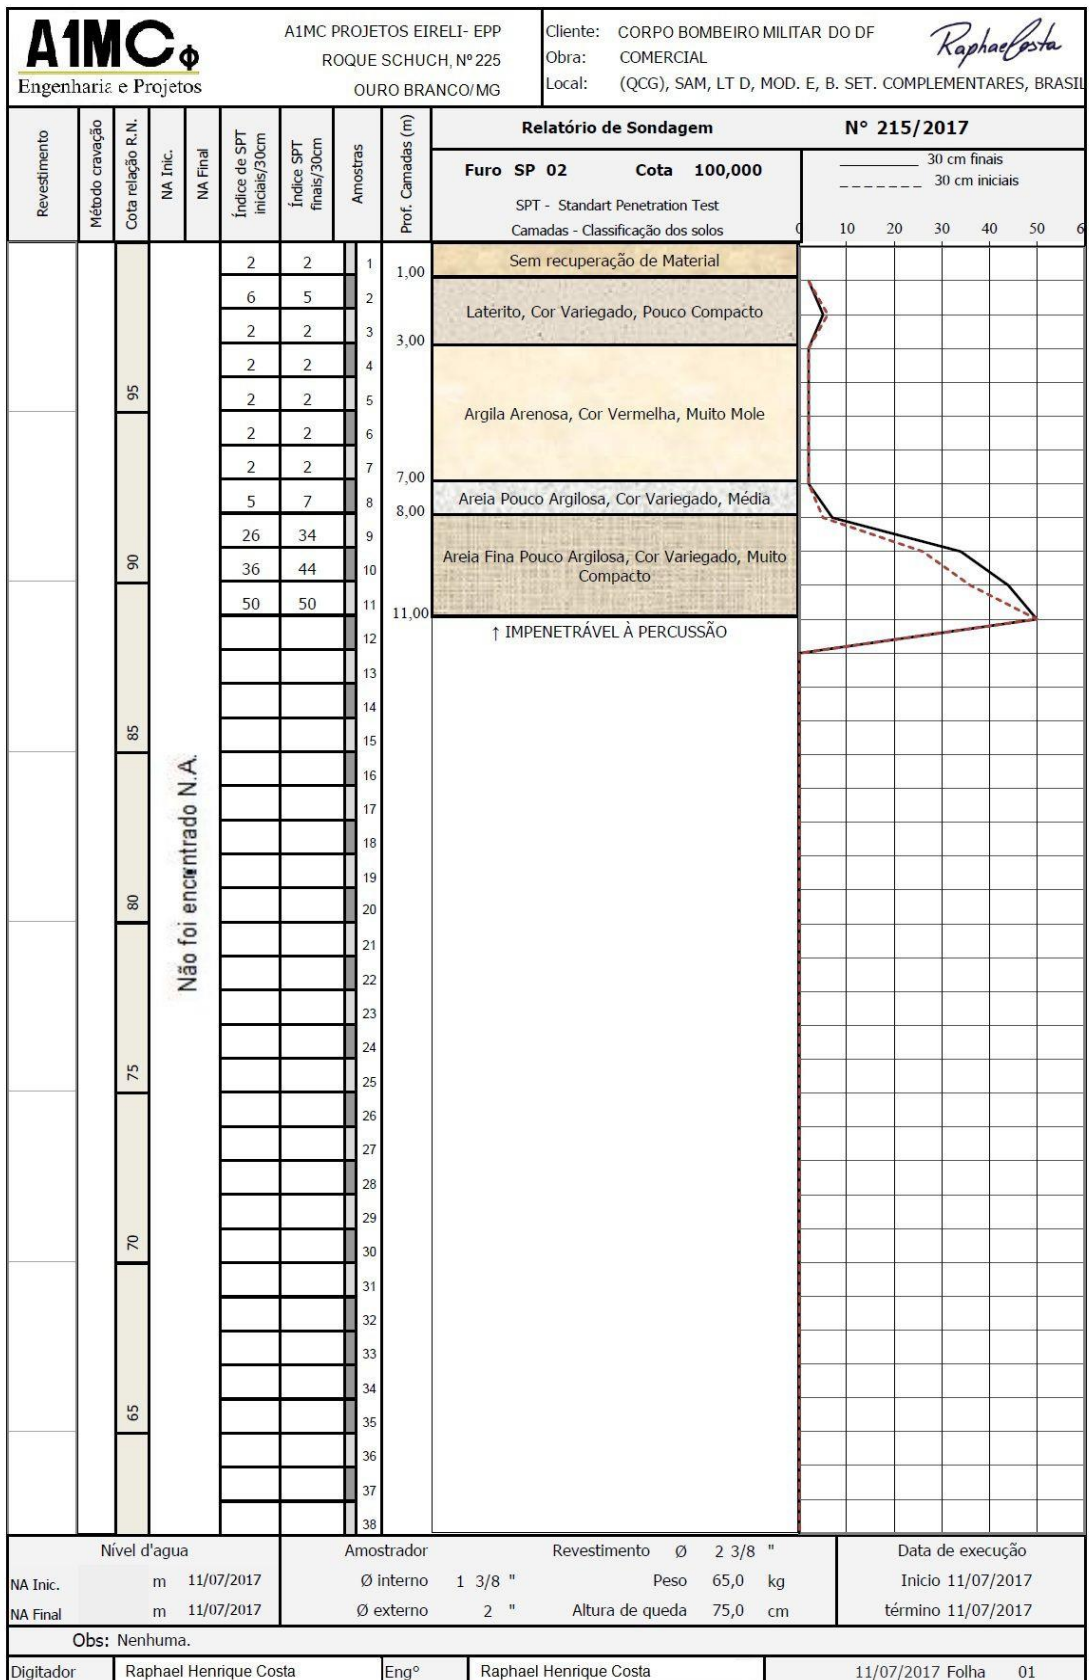 A1MC Φ
Engenharia e Projetos
A1MC PROJETOS EIRELI- EPP
ROQUE SCHUCH, Nº 225
OURO BRANCO/MG
Cliente: CORPO BOMBEIRO MILITAR DO DF
Obra: COMERCIAL
Local: (QCG), SAM, LT D, MOD. E, B. SET. COMPLEMENTARES, BRASIL
Raphael Costa
Revestimento
Método cravação
Cota relação R.N.
NA Inic.
NA Final
Índice de SPT iniciais/30cm
Índice SPT finais/30cm
Amostras
Prof. Camadas (m)
Relatório de Sondagem
N° 215/2017
Furo SP 02 Cota 100,000
SPT - Standart Penetration Test
Camadas - Classificação dos solos
30 cm finais
30 cm iniciais
0 10 20 30 40 50 6
2 2 1
1,00
Sem recuperação de Material
6 5 2
Laterito, Cor Variegado, Pouco Compacto
2 2 3
3,00
2 2 4
95
2 2 5
Argila Arenosa, Cor Vermelha, Muito Mole
2 2 6
2 2 7
7,00
5 7 8
Areia Pouco Argilosa, Cor Variegado, Média
8,00
26 34 9
90
36 44 10
Areia Fina Pouco Argilosa, Cor Variegado, Muito
Compacto
50 50 11
11,00
↑ IMPENETRÁVEL À PERCUSSÃO
12
13
14
85
15
16
17
18
19
80
20
21
22
23
24
75
25
26
27
28
29
70
30
31
32
33
34
65
35
36
37
38
Não foi encontrado N.A.
Nível d'agua
NA Inic. m 11/07/2017
NA Final m 11/07/2017
Amostrador
Ø interno 1 3/8 "
Ø externo 2 "
Revestimento Ø 2 3/8 "
Peso 65,0 kg
Altura de queda 75,0 cm
Data de execução
Inicio 11/07/2017
término 11/07/2017
Obs: Nenhuma.
Digitador Raphael Henrique Costa Eng° Raphael Henrique Costa 11/07/2017 Folha 01